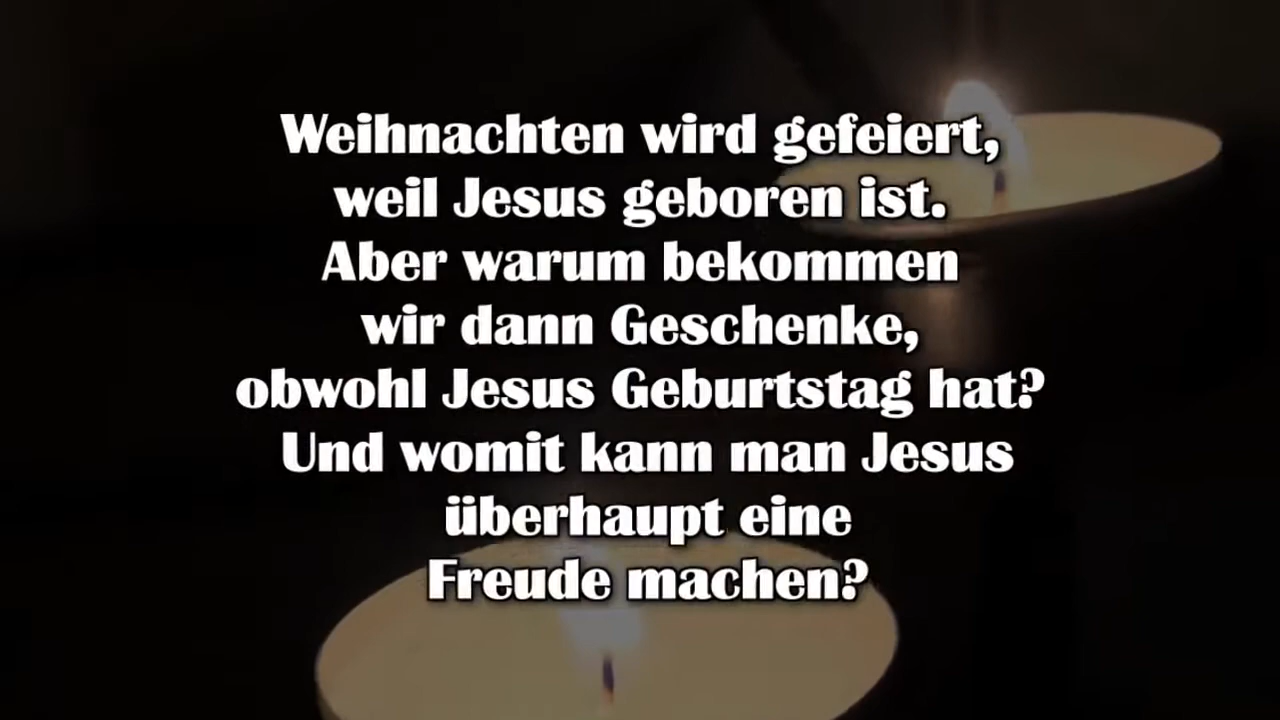 Weihnachten wird gefeiert,
weil Jesus geboren ist.
Aber warum bekommen
wir dann Geschenke,
obwohl Jesus Geburtstag hat?
Und womit kann man Jesus
überhaupt eine
Freude machen?